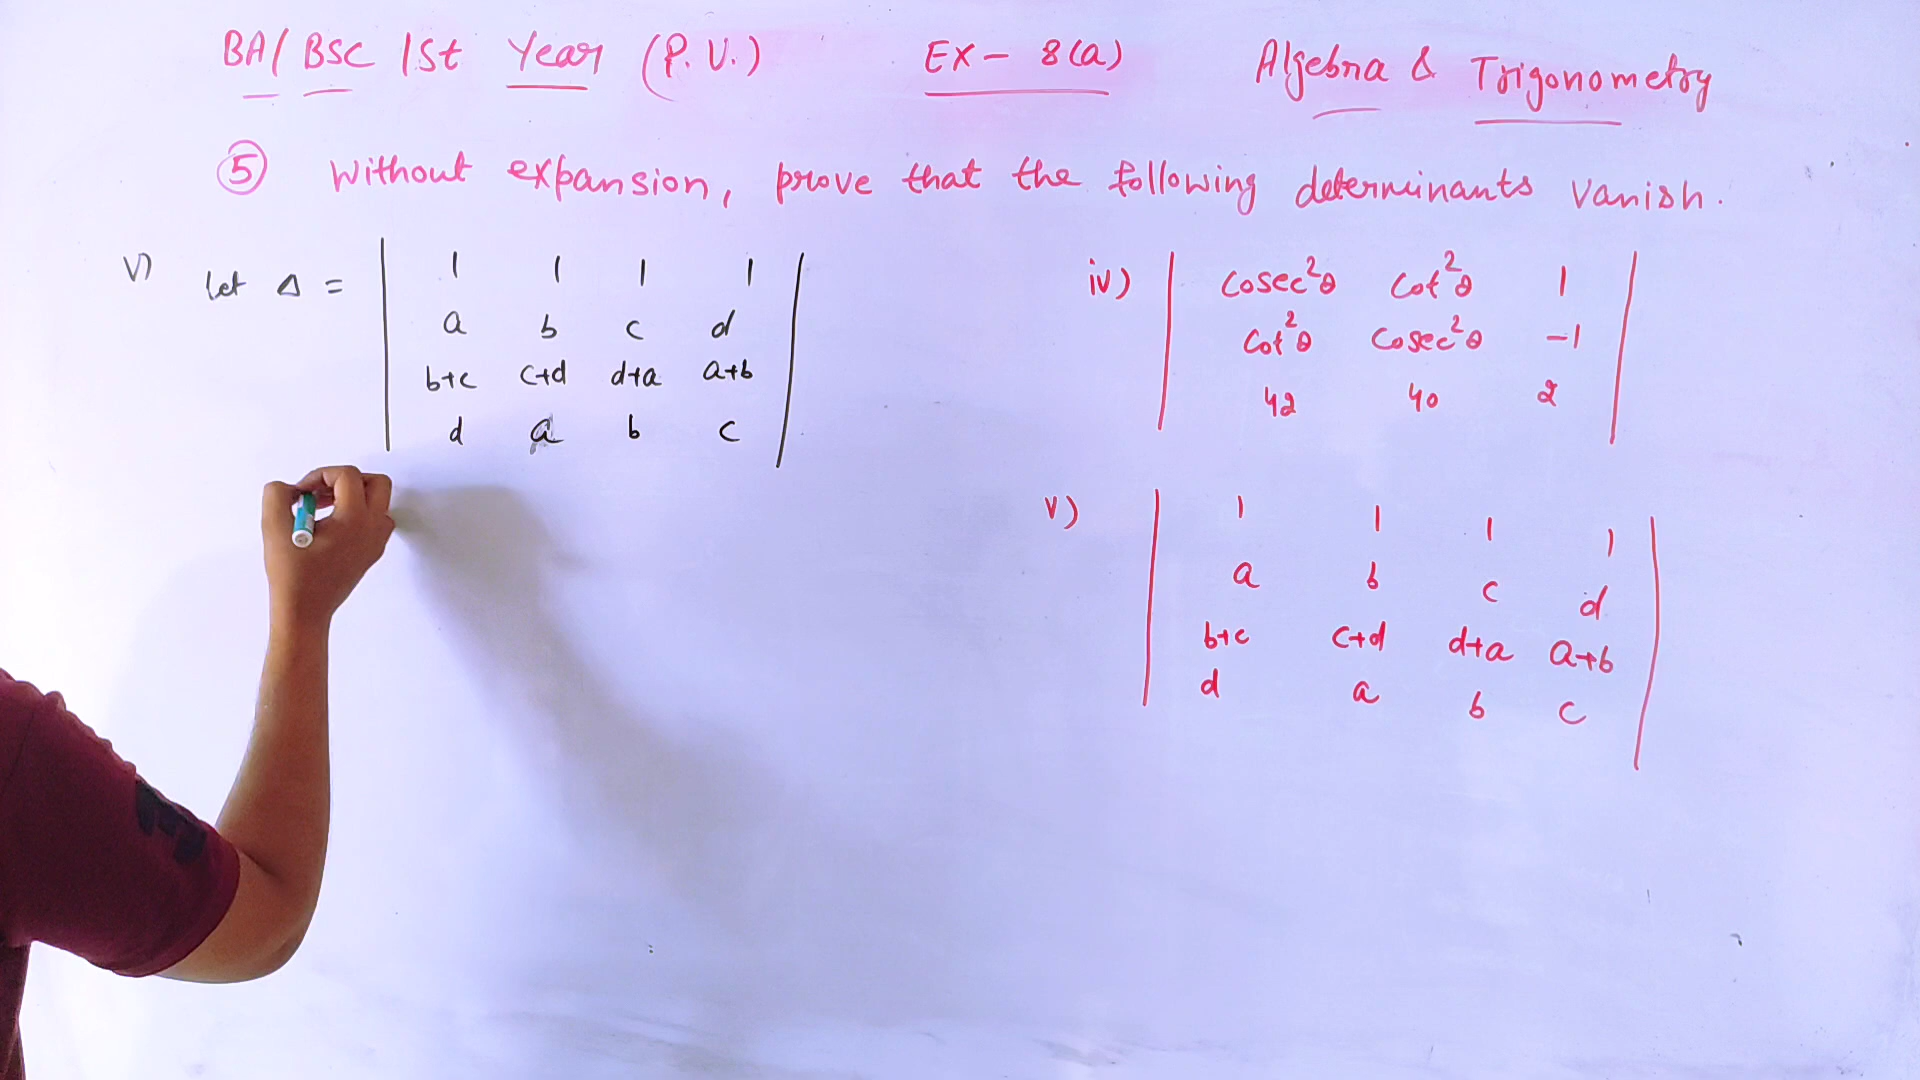 BA/BSC 1St Year (P.U.) EX- 8(a) Algebra & Trigonometry
⑤ Without expansion, prove that the following determinants vanish.
V) let Δ = | 1 1 1 1 |
a b c d
b+c c+d d+a a+b
d a b c
iv) | Cosec²θ Cot²θ 1 |
Cot²θ Cosec²θ -1
42 40 2
v) | 1 1 1 1 |
a b c d
b+c c+d d+a a+b
d a b c